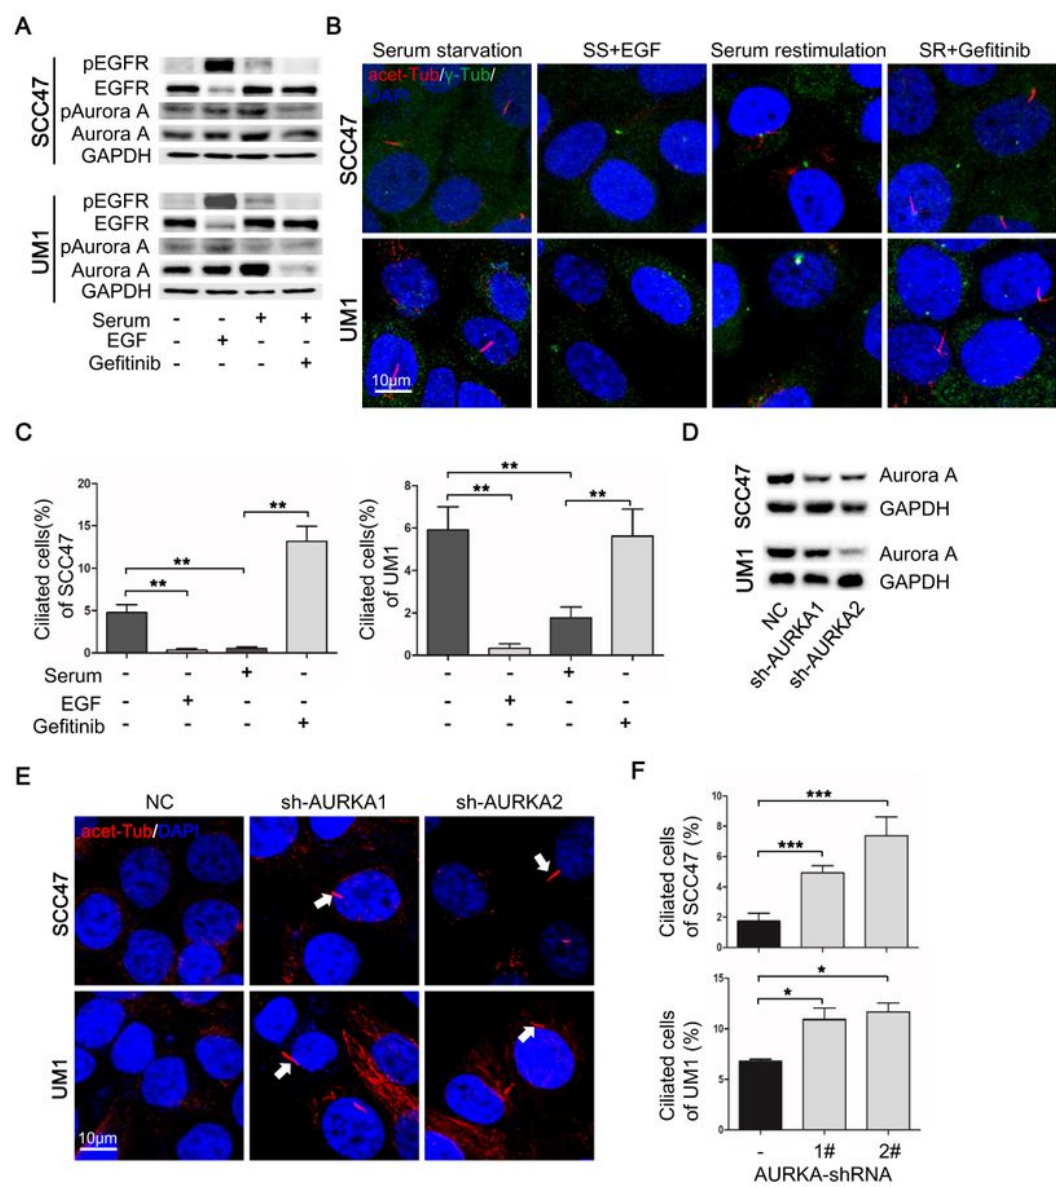 A
SCC47
pEGFR
EGFR
pAurora A
Aurora A
GAPDH
UM1
pEGFR
EGFR
pAurora A
Aurora A
GAPDH
Serum - - + +
EGF - + - -
Gefitinib - - - +
B
Serum starvation SS+EGF Serum restimulation SR+Gefitinib
SCC47
acet-Tub/γ-Tub/
DAPI
UM1
10μm
C
Ciliated cells(%)
of SCC47
20
15
10
5
0
**
**
**
Serum - - + -
EGF - + - -
Gefitinib - - - +
Ciliated cells(%)
of UM1
8
6
4
2
0
**
**
**
- - + -
- + - -
- - - +
D
SCC47
Aurora A
GAPDH
UM1
Aurora A
GAPDH
NC
sh-AURKA1
sh-AURKA2
E
NC sh-AURKA1 sh-AURKA2
SCC47
acet-Tub/DAPI
UM1
10μm
F
Ciliated cells
of SCC47 (%)
10
8
6
4
2
0
***
***
Ciliated cells
of UM1 (%)
15
10
5
0
*
*
- 1# 2#
AURKA-shRNA